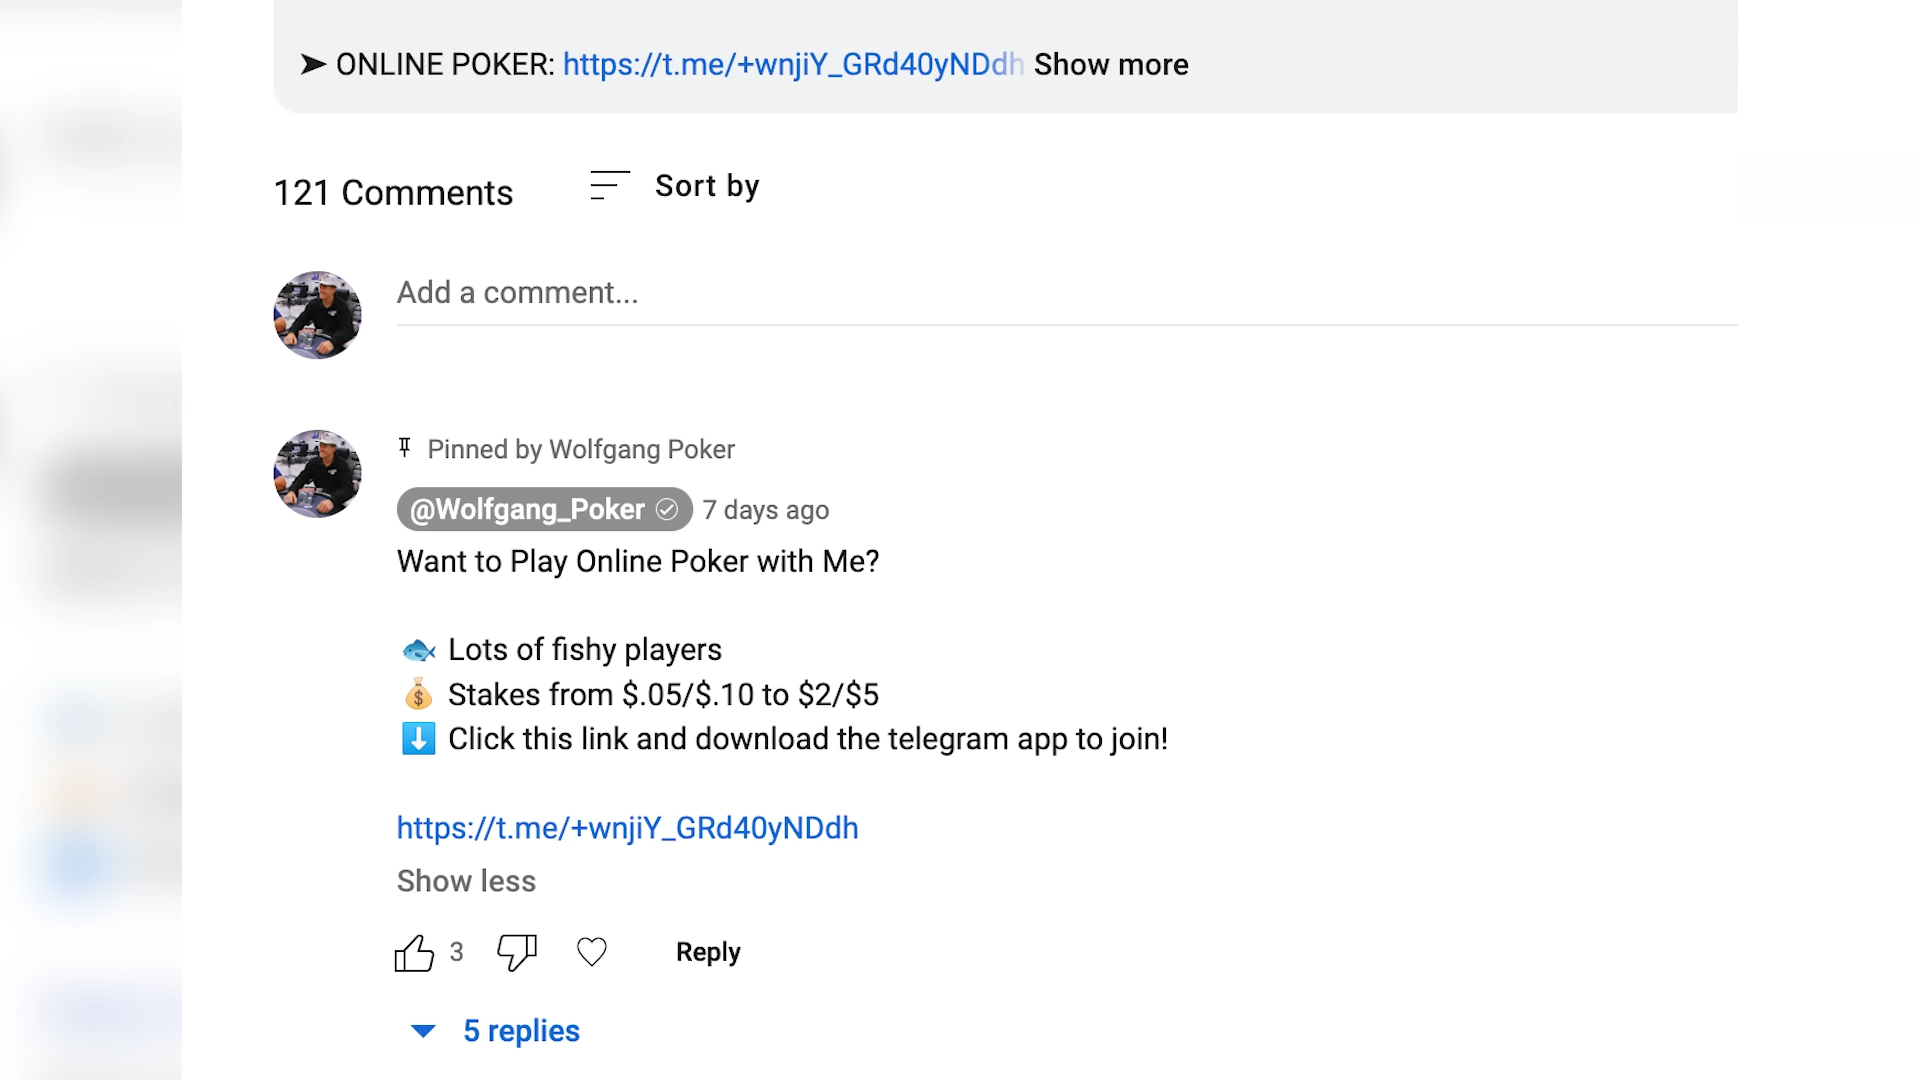 ➤ ONLINE POKER: https://t.me/+wnjiY_GRd40yNDdh Show more
121 Comments
Sort by
Add a comment...
Pinned by Wolfgang Poker
@Wolfgang_Poker 7 days ago
Want to Play Online Poker with Me?
🐟 Lots of fishy players
💰 Stakes from $.05/$.10 to $2/$5
⬇️ Click this link and download the telegram app to join!
https://t.me/+wnjiY_GRd40yNDdh
Show less
3
Reply
5 replies